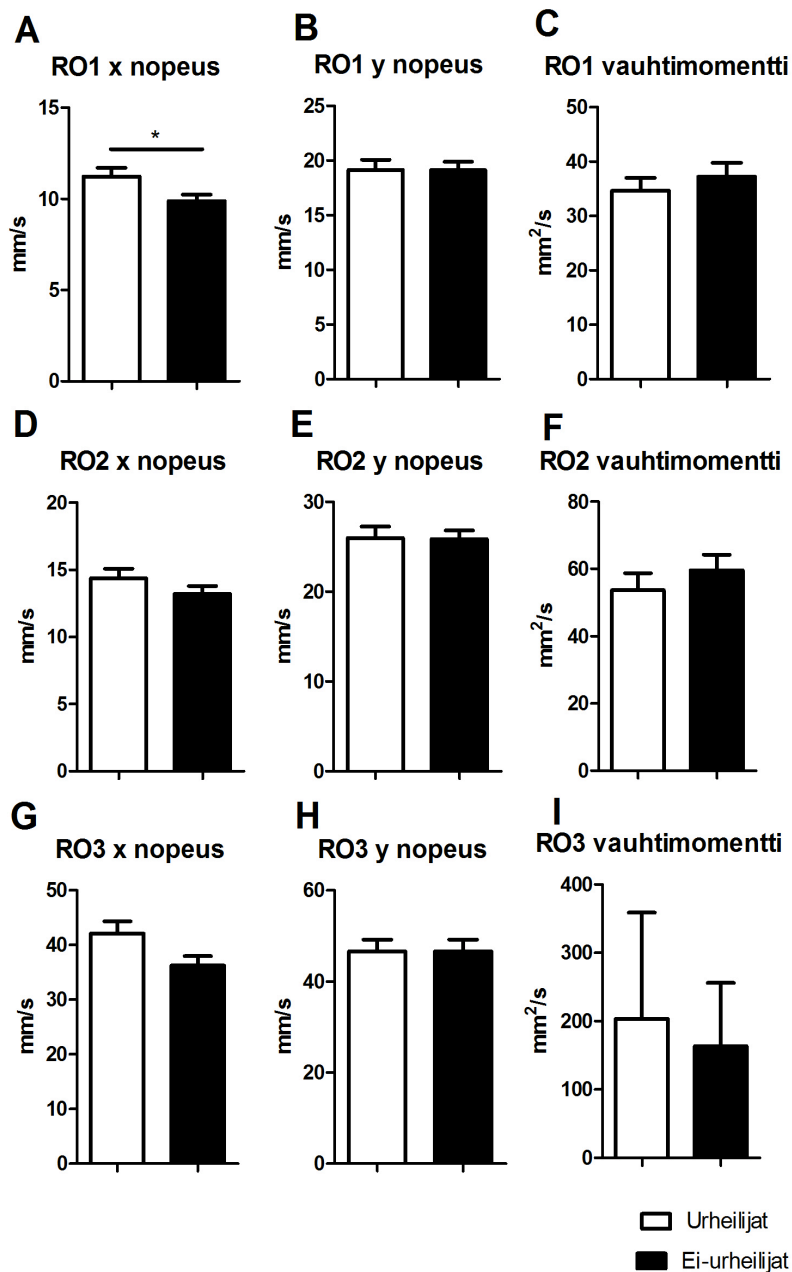 A
RO1 x nopeus
15
10
5
0
mm/s
*
B
RO1 y nopeus
25
20
15
10
5
0
mm/s
C
RO1 vauhtimomentti
50
40
30
20
10
0
mm²/s
D
RO2 x nopeus
20
15
10
5
0
mm/s
E
RO2 y nopeus
30
20
10
0
mm/s
F
RO2 vauhtimomentti
80
60
40
20
0
mm²/s
G
RO3 x nopeus
50
40
30
20
10
0
mm/s
H
RO3 y nopeus
60
40
20
0
mm/s
I
RO3 vauhtimomentti
400
300
200
100
0
mm²/s
Urheilijat
Ei-urheilijat